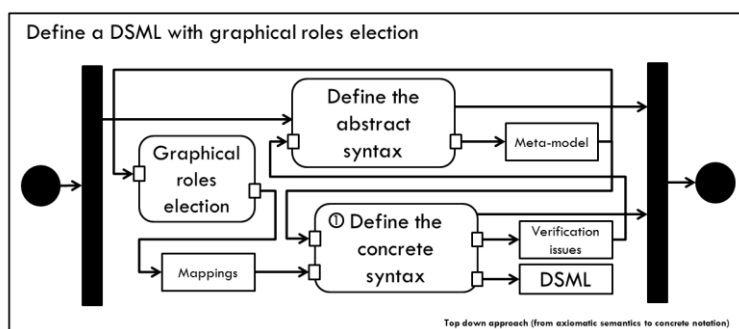 Define a DSML with graphical roles election
Define the
abstract
syntax
Meta-model
Graphical
roles
election
① Define the
concrete
syntax
Verification
issues
Mappings
DSML
Top down approach (from axiomatic semantics to concrete notation)